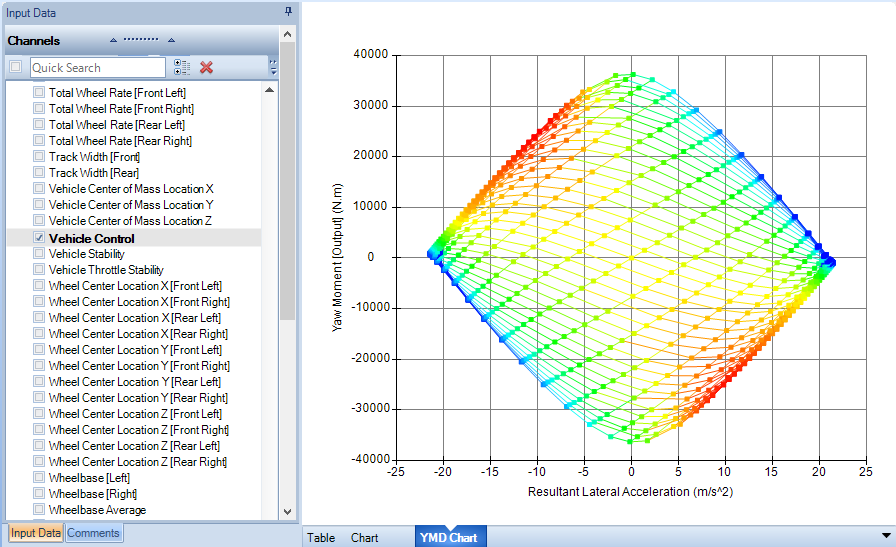 Input Data
Channels
Quick Search
Total Wheel Rate [Front Left]
Total Wheel Rate [Front Right]
Total Wheel Rate [Rear Left]
Total Wheel Rate [Rear Right]
Track Width [Front]
Track Width [Rear]
Vehicle Center of Mass Location X
Vehicle Center of Mass Location Y
Vehicle Center of Mass Location Z
Vehicle Control
Vehicle Stability
Vehicle Throttle Stability
Wheel Center Location X [Front Left]
Wheel Center Location X [Front Right]
Wheel Center Location X [Rear Left]
Wheel Center Location X [Rear Right]
Wheel Center Location Y [Front Left]
Wheel Center Location Y [Front Right]
Wheel Center Location Y [Rear Left]
Wheel Center Location Y [Rear Right]
Wheel Center Location Z [Front Left]
Wheel Center Location Z [Front Right]
Wheel Center Location Z [Rear Left]
Wheel Center Location Z [Rear Right]
Wheelbase [Left]
Wheelbase [Right]
Wheelbase Average
Input Data Comments
Yaw Moment [Output] (N.m)
40000
30000
20000
10000
0
-10000
-20000
-30000
-40000
-25 -20 -15 -10 -5 0 5 10 15 20 25
Resultant Lateral Acceleration (m/s^2)
Table Chart YMD Chart